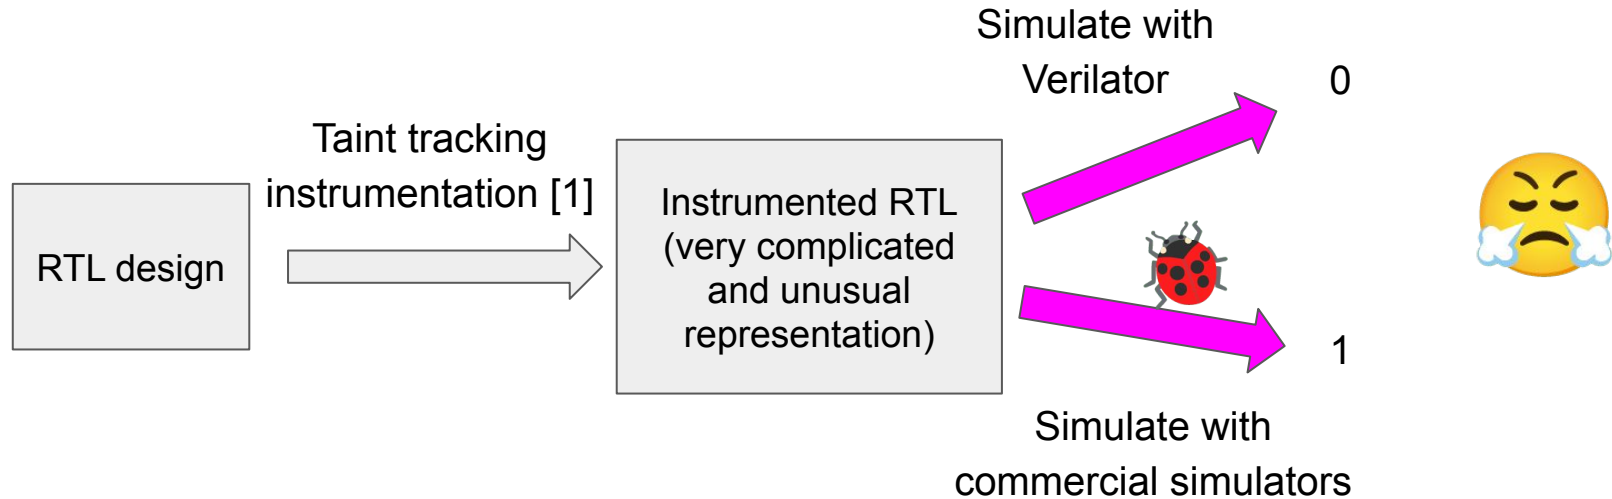 Simulate with
Verilator
0
Taint tracking
instrumentation [1]
RTL design
Instrumented RTL
(very complicated
and unusual
representation)
1
Simulate with
commercial simulators